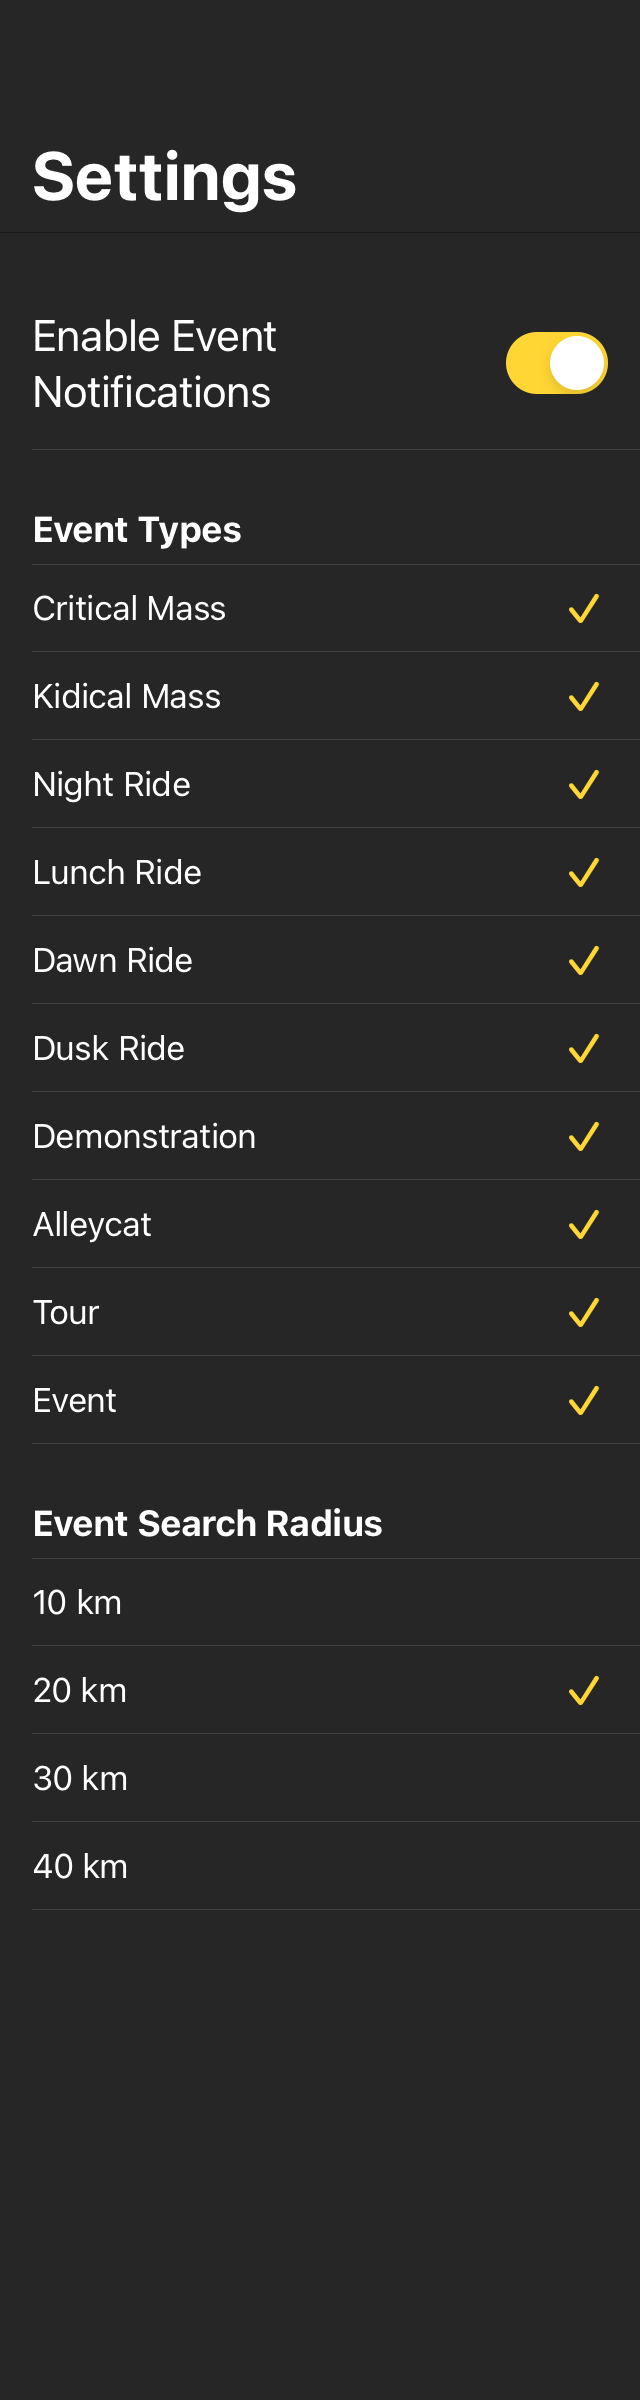 Settings
Enable Event
Notifications
Event Types
Critical Mass
Kidical Mass
Night Ride
Lunch Ride
Dawn Ride
Dusk Ride
Demonstration
Alleycat
Tour
Event
Event Search Radius
10 km
20 km
30 km
40 km